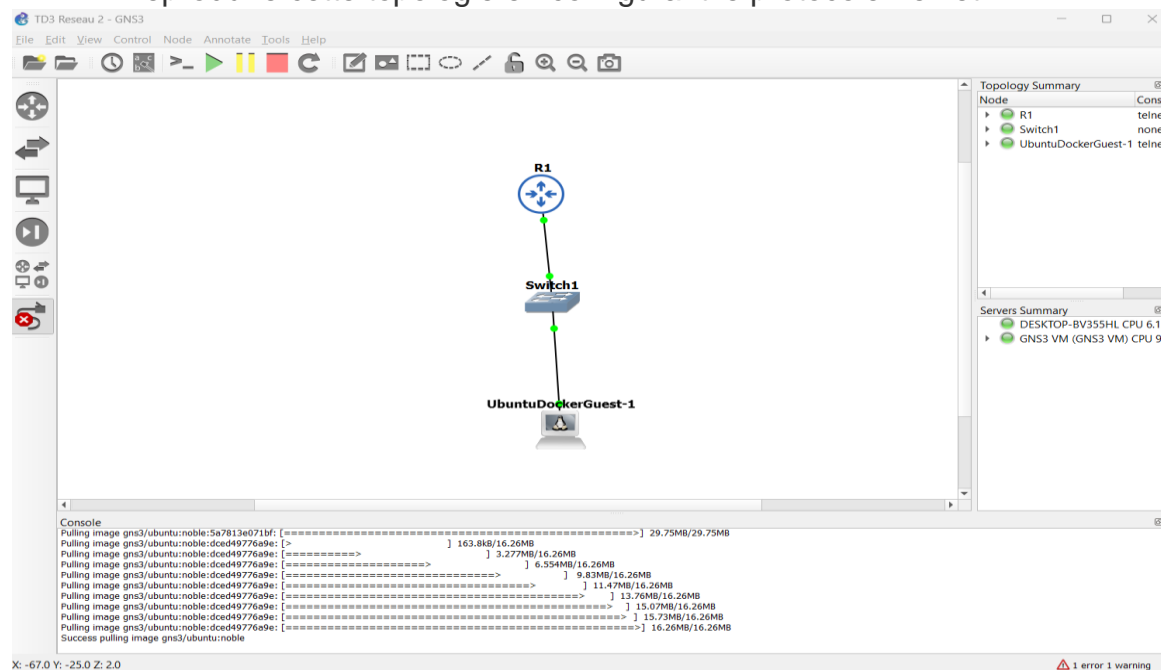 TD3 Reseau 2 - GNS3
File Edit View Control Node Annotate Tools Help
R1
Switch1
UbuntuDockerGuest-1
Topology Summary
Node Cons
R1 telne
Switch1 none
UbuntuDockerGuest-1 telne
Servers Summary
DESKTOP-BV355HL CPU 6.1
GNS3 VM (GNS3 VM) CPU 9
Console
Pulling image gns3/ubuntu:noble:5a7813e071bf: [==================================================>] 29.75MB/29.75MB
Pulling image gns3/ubuntu:noble:dced49776a9e: [> ] 163.8kB/16.26MB
Pulling image gns3/ubuntu:noble:dced49776a9e: [==========> ] 3.277MB/16.26MB
Pulling image gns3/ubuntu:noble:dced49776a9e: [====================> ] 6.554MB/16.26MB
Pulling image gns3/ubuntu:noble:dced49776a9e: [==============================> ] 9.83MB/16.26MB
Pulling image gns3/ubuntu:noble:dced49776a9e: [===================================> ] 11.47MB/16.26MB
Pulling image gns3/ubuntu:noble:dced49776a9e: [==========================================> ] 13.76MB/16.26MB
Pulling image gns3/ubuntu:noble:dced49776a9e: [==============================================> ] 15.07MB/16.26MB
Pulling image gns3/ubuntu:noble:dced49776a9e: [================================================> ] 15.73MB/16.26MB
Pulling image gns3/ubuntu:noble:dced49776a9e: [==================================================>] 16.26MB/16.26MB
Success pulling image gns3/ubuntu:noble
X: -67.0 Y: -25.0 Z: 2.0
1 error 1 warning